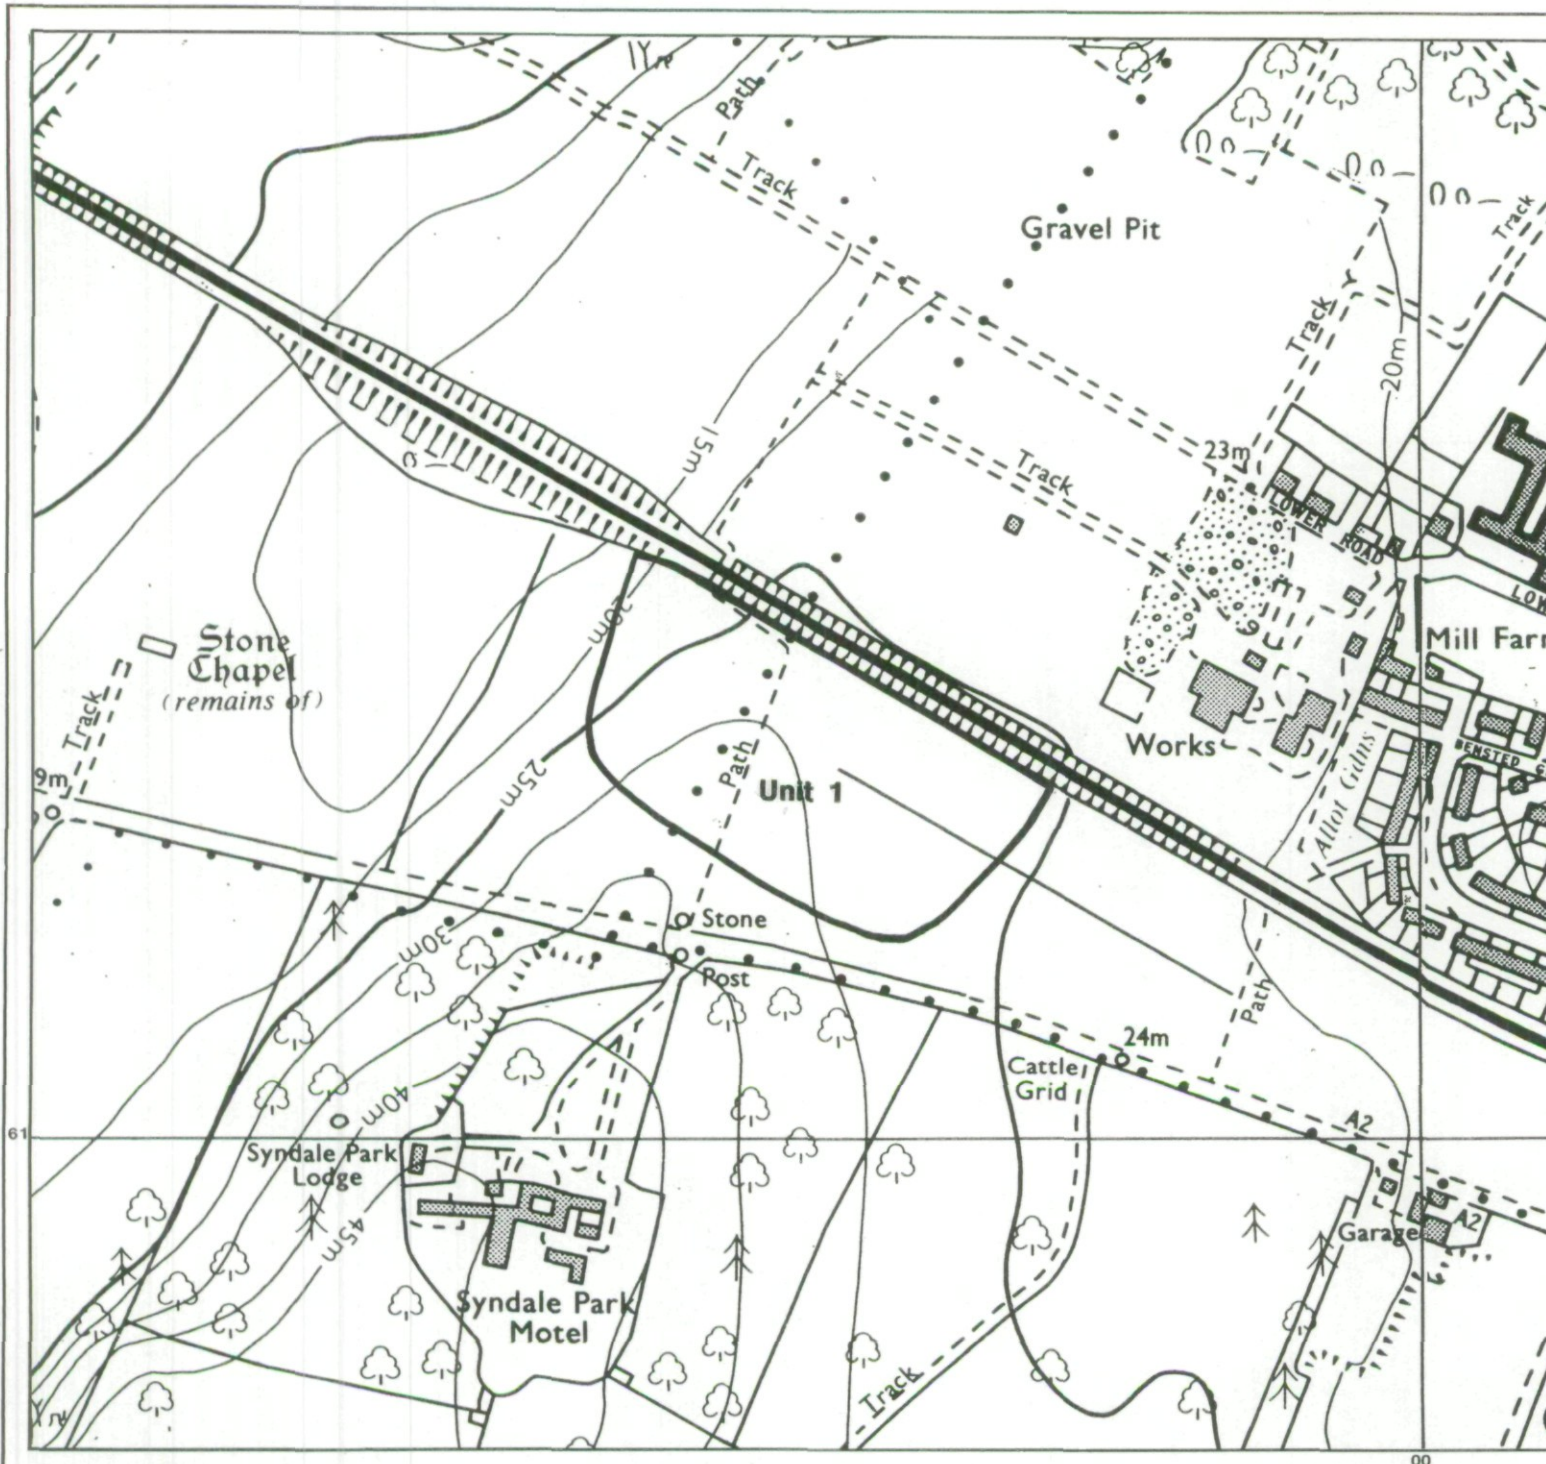 Path
Track
Gravel Pit
Track
Track
20m
15m
23m
Track
LOWER
ROAD
LOW
20m
Stone
Chapel
(remains of)
Mill Farm
Track
Works
BENSTED
9m
25m
Path
Unit 1
Allot Gdns
Stone
Post
30m
Path
24m
Cattle
Grid
A2
61
40m
Syndale Park
Lodge
45m
A2
Garage
Syndale Park
Motel
Track
00